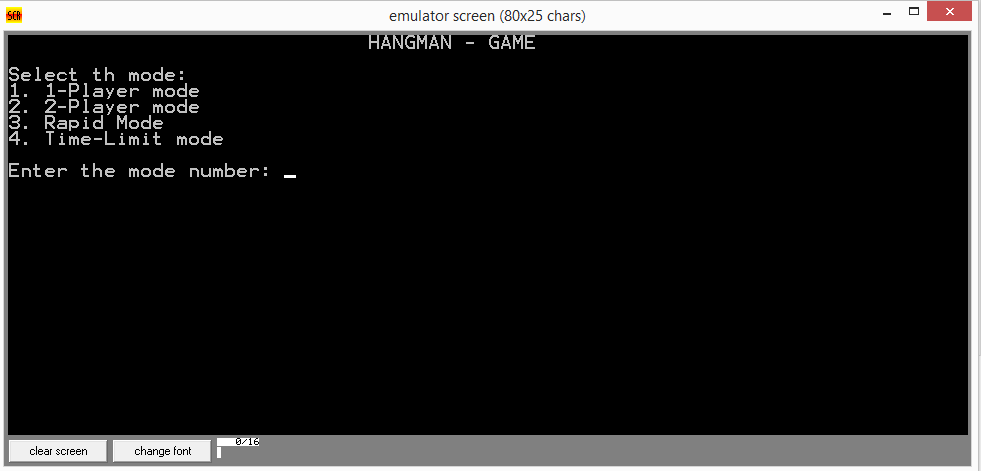 SCR
emulator screen (80x25 chars)
HANGMAN - GAME
Select th mode:
1. 1-Player mode
2. 2-Player mode
3. Rapid Mode
4. Time-Limit mode
Enter the mode number: _
clear screen
change font
0/16